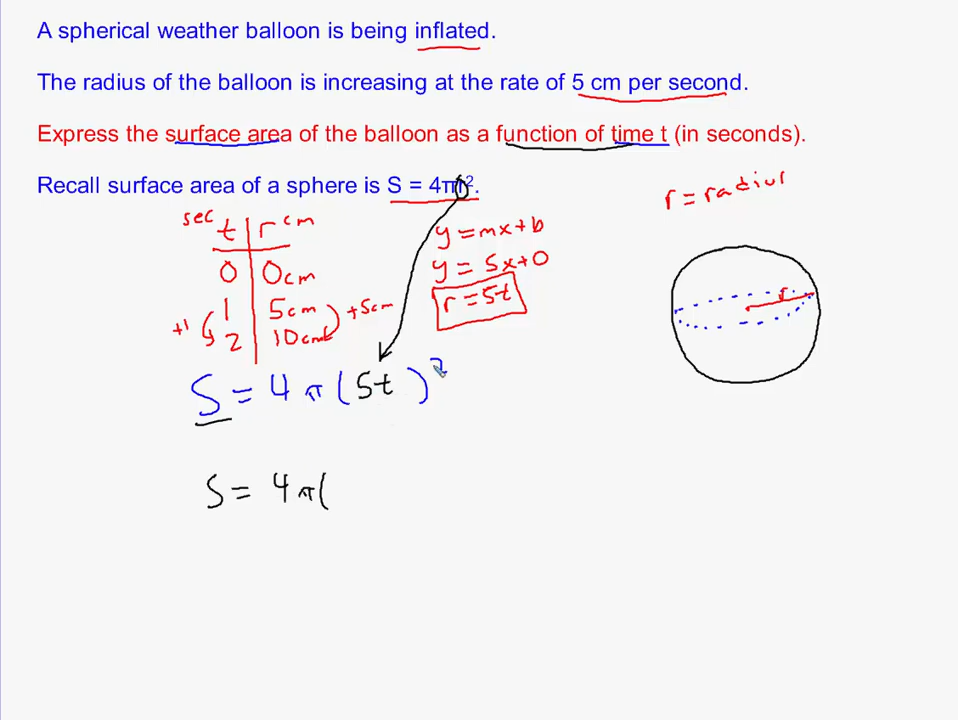 A spherical weather balloon is being inflated.
The radius of the balloon is increasing at the rate of 5 cm per second.
Express the surface area of the balloon as a function of time t (in seconds).
Recall surface area of a sphere is S = 4πr².
r = radius
sec t | r cm
0 | 0cm
1 | 5cm
2 | 10cm
+1
+5cm
y = mx + b
y = 5x + 0
r = 5t
r
S = 4π(5t)²
S = 4π(